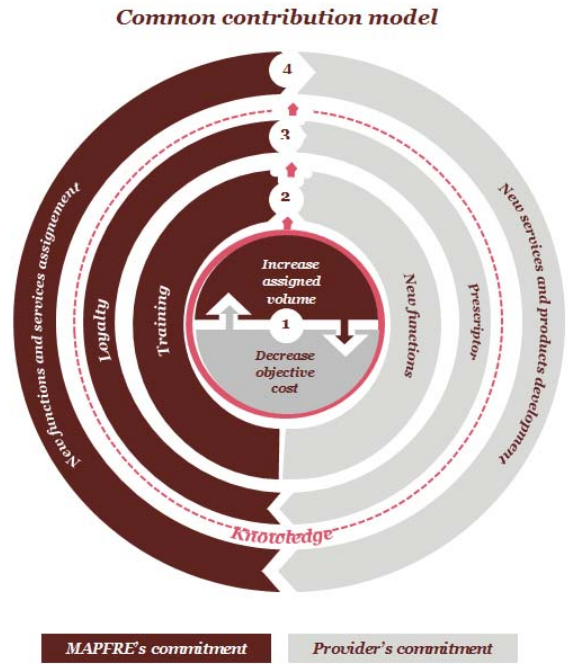 Common contribution model
4
3
2
Increase
assigned
volume
1
Decrease
objective
cost
New functions and services assignement
Loyalty
Training
New functions
Prescriptor
New services and products development
Knowledge
MAPFRE's commitment
Provider's commitment